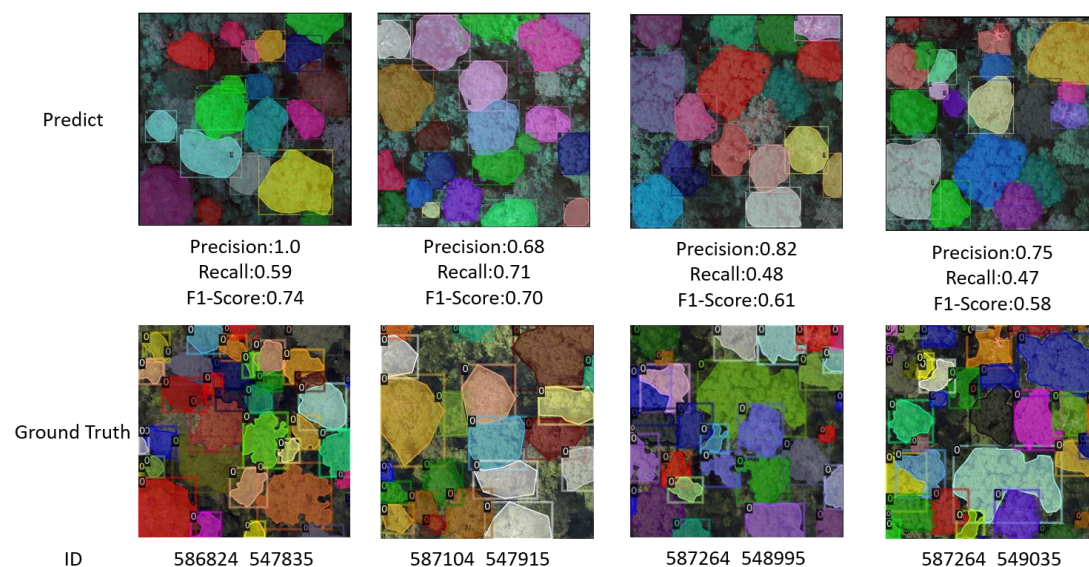 Predict
Precision:1.0
Recall:0.59
F1-Score:0.74
Precision:0.68
Recall:0.71
F1-Score:0.70
Precision:0.82
Recall:0.48
F1-Score:0.61
Precision:0.75
Recall:0.47
F1-Score:0.58
Ground Truth
ID
586824 547835
587104 547915
587264 548995
587264 549035